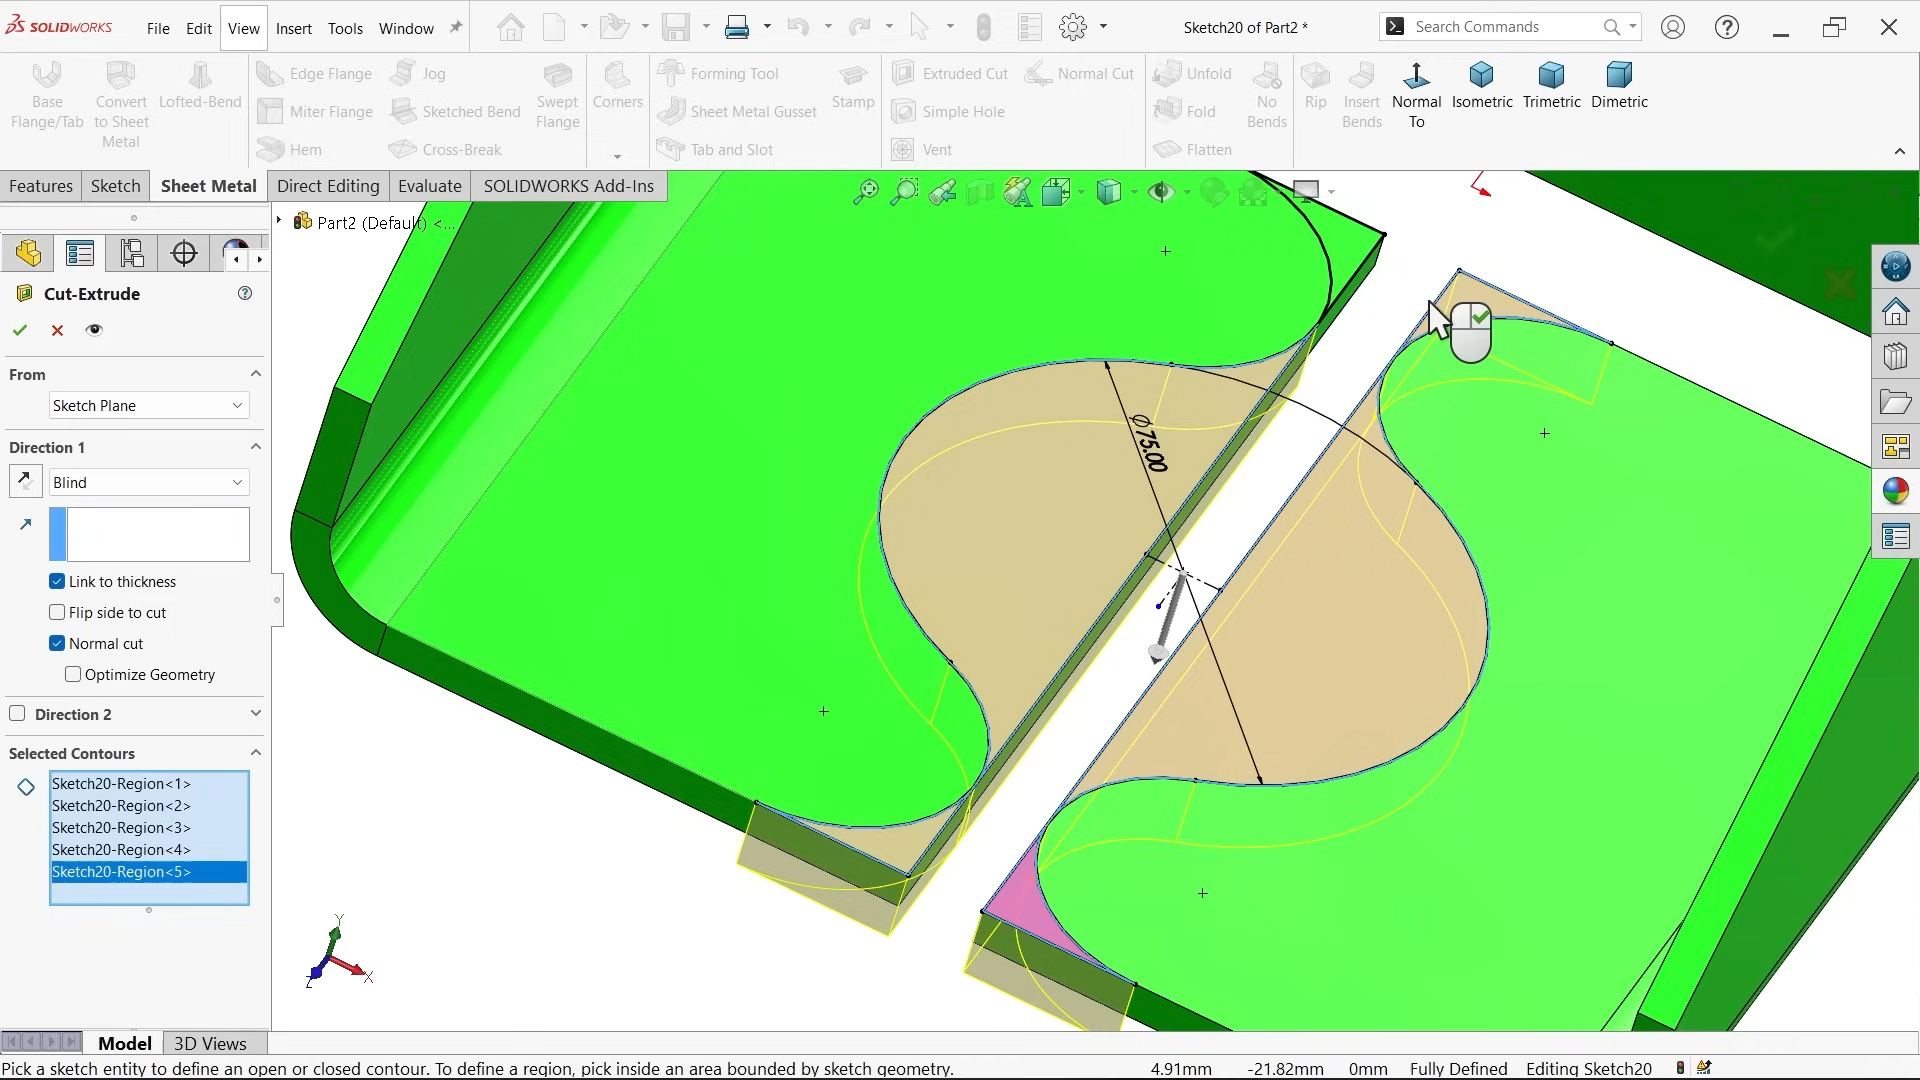 SOLIDWORKS File Edit View Insert Tools Window Sketch20 of Part2 * Search Commands
Base Flange/Tab
Convert to Sheet Metal
Lofted-Bend
Edge Flange
Miter Flange
Hem
Jog
Sketched Bend
Cross-Break
Swept Flange
Corners
Forming Tool
Sheet Metal Gusset
Tab and Slot
Stamp
Extruded Cut
Simple Hole
Vent
Normal Cut
Unfold
Fold
Flatten
No Bends
Rip
Insert Bends
Normal To
Isometric
Trimetric
Dimetric
Features Sketch Sheet Metal Direct Editing Evaluate SOLIDWORKS Add-Ins
Part2 (Default) <...
Cut-Extrude
From
Sketch Plane
Direction 1
Blind
Link to thickness
Flip side to cut
Normal cut
Optimize Geometry
Direction 2
Selected Contours
Sketch20-Region<1>
Sketch20-Region<2>
Sketch20-Region<3>
Sketch20-Region<4>
Sketch20-Region<5>
Ø75.00
Y
X
Z
Model 3D Views
Pick a sketch entity to define an open or closed contour. To define a region, pick inside an area bounded by sketch geometry. 4.91mm -21.82mm 0mm Fully Defined Editing Sketch20